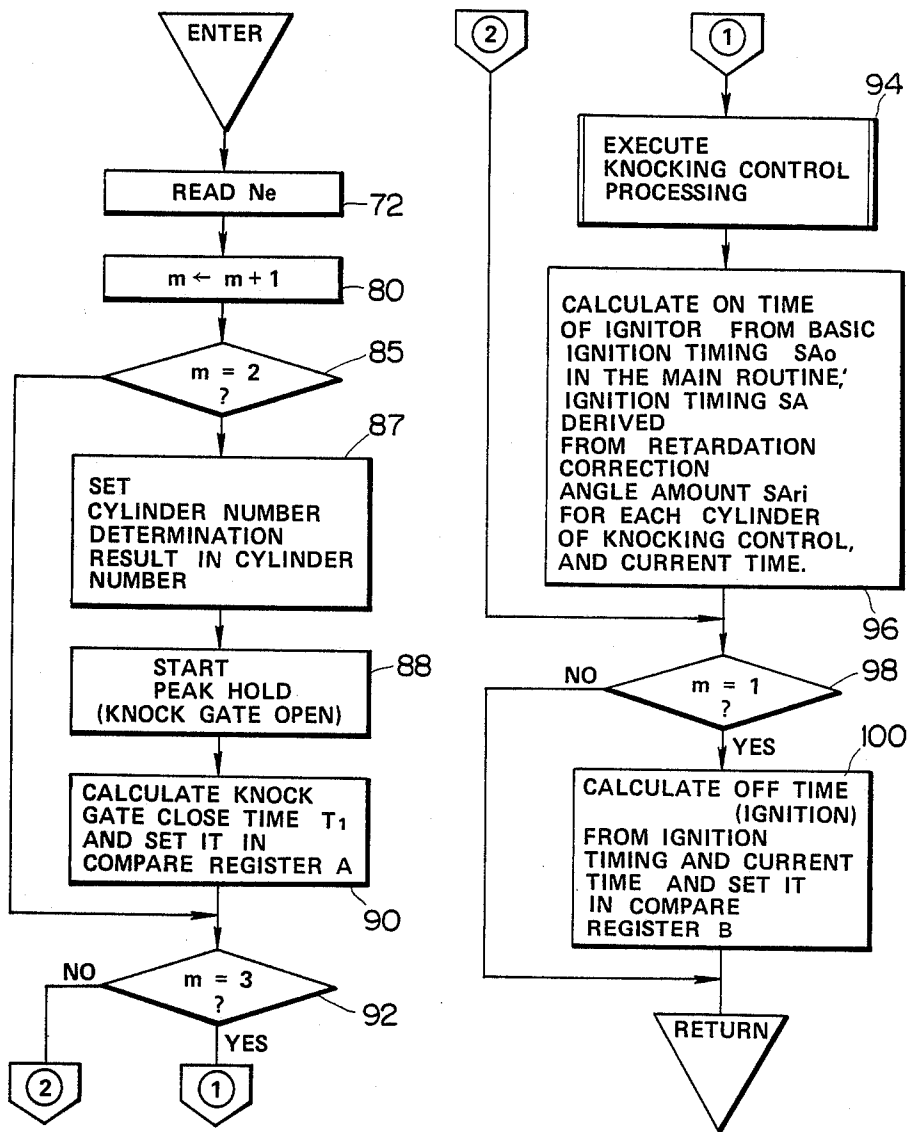 ENTER
READ Ne
72
m ← m + 1
80
85
m = 2
?
87
SET
CYLINDER NUMBER
DETERMINATION
RESULT IN CYLINDER
NUMBER
88
START
PEAK HOLD
(KNOCK GATE OPEN)
CALCULATE KNOCK
GATE CLOSE TIME T1
AND SET IT IN
COMPARE REGISTER A
90
NO
m = 3
?
92
YES
2
1
2
1
94
EXECUTE
KNOCKING CONTROL
PROCESSING
CALCULATE ON TIME
OF IGNITOR FROM BASIC
IGNITION TIMING SAo
IN THE MAIN ROUTINE,'
IGNITION TIMING SA
DERIVED
FROM RETARDATION
CORRECTION
ANGLE AMOUNT SAri
FOR EACH CYLINDER
OF KNOCKING CONTROL,
AND CURRENT TIME.
96
NO
m = 1
?
98
YES
100
CALCULATE OFF TIME
(IGNITION)
FROM IGNITION
TIMING AND CURRENT
TIME AND SET IT
IN COMPARE
REGISTER B
RETURN